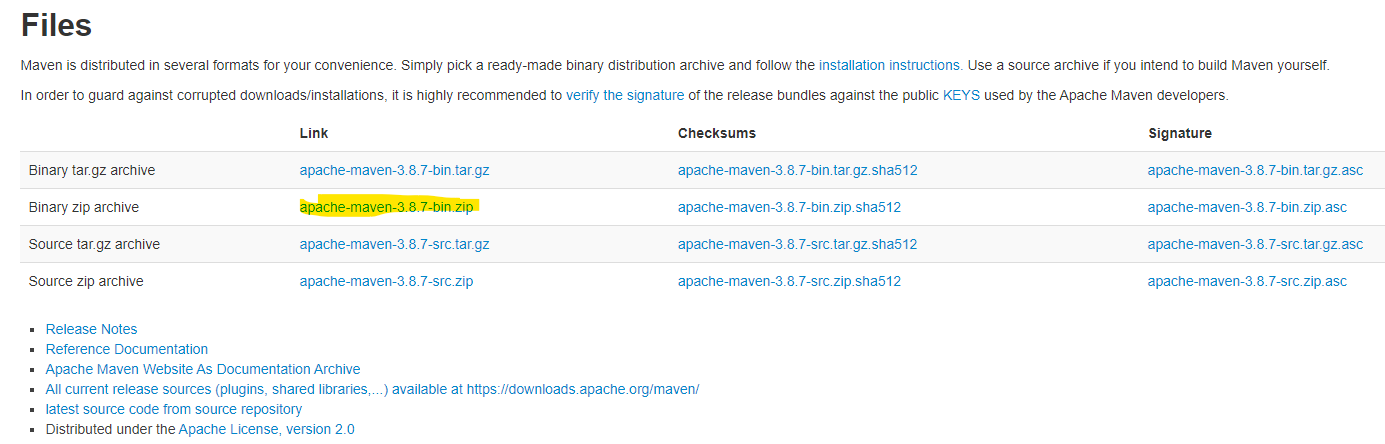 Files
Maven is distributed in several formats for your convenience. Simply pick a ready-made binary distribution archive and follow the installation instructions. Use a source archive if you intend to build Maven yourself.
In order to guard against corrupted downloads/installations, it is highly recommended to verify the signature of the release bundles against the public KEYS used by the Apache Maven developers.
Link Checksums Signature
Binary tar.gz archive apache-maven-3.8.7-bin.tar.gz apache-maven-3.8.7-bin.tar.gz.sha512 apache-maven-3.8.7-bin.tar.gz.asc
Binary zip archive apache-maven-3.8.7-bin.zip apache-maven-3.8.7-bin.zip.sha512 apache-maven-3.8.7-bin.zip.asc
Source tar.gz archive apache-maven-3.8.7-src.tar.gz apache-maven-3.8.7-src.tar.gz.sha512 apache-maven-3.8.7-src.tar.gz.asc
Source zip archive apache-maven-3.8.7-src.zip apache-maven-3.8.7-src.zip.sha512 apache-maven-3.8.7-src.zip.asc
Release Notes
Reference Documentation
Apache Maven Website As Documentation Archive
All current release sources (plugins, shared libraries,...) available at https://downloads.apache.org/maven/
latest source code from source repository
Distributed under the Apache License, version 2.0